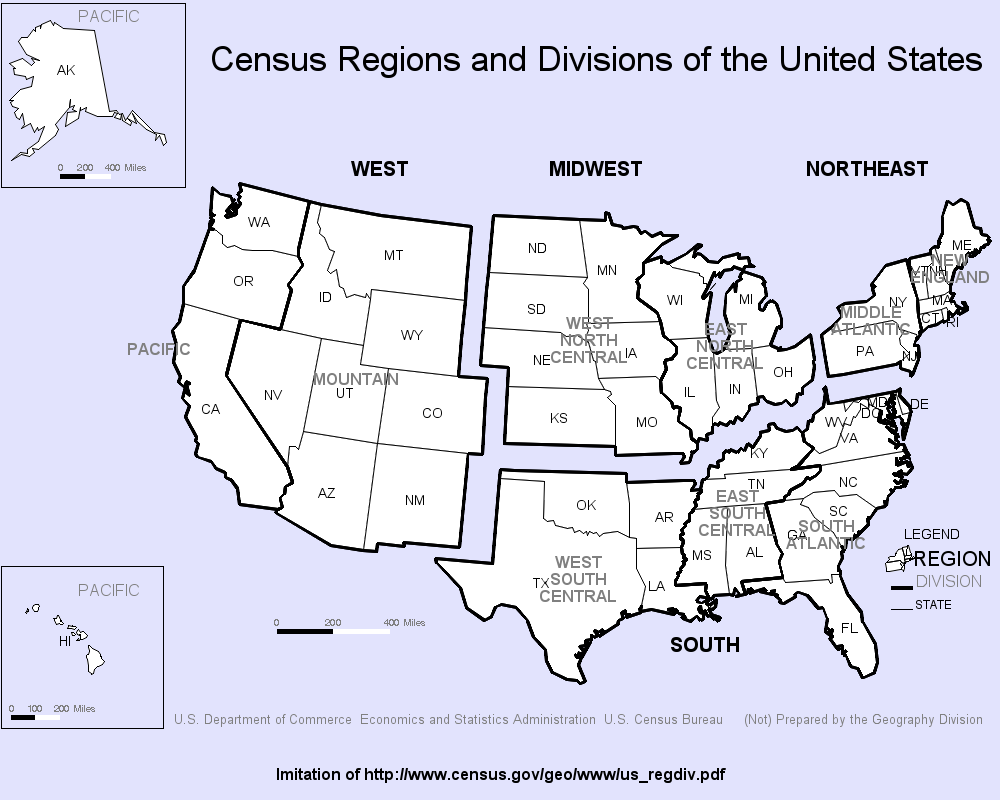 PACIFIC
AK
0 200 400 Miles
Census Regions and Divisions of the United States
WEST
MIDWEST
NORTHEAST
WA
MT
OR
ID
WY
PACIFIC
MOUNTAIN
NV
UT
CO
CA
AZ
NM
ND
MN
SD
WEST
NORTH
CENTRAL
NE
IA
KS
MO
WI
MI
EAST
NORTH
CENTRAL
IL
IN
OH
ME
NEW
ENGLAND
VT
NH
MA
CT
RI
NY
MIDDLE
ATLANTIC
PA
NJ
MD
DE
DC
WV
VA
KY
TN
NC
EAST
SOUTH
CENTRAL
SC
GA
SOUTH
ATLANTIC
MS
AL
FL
OK
AR
WEST
SOUTH
CENTRAL
TX
LA
SOUTH
LEGEND
REGION
DIVISION
STATE
PACIFIC
HI
0 100 200 Miles
0 200 400 Miles
U.S. Department of Commerce Economics and Statistics Administration U.S. Census Bureau (Not) Prepared by the Geography Division
Imitation of http://www.census.gov/geo/www/us_regdiv.pdf